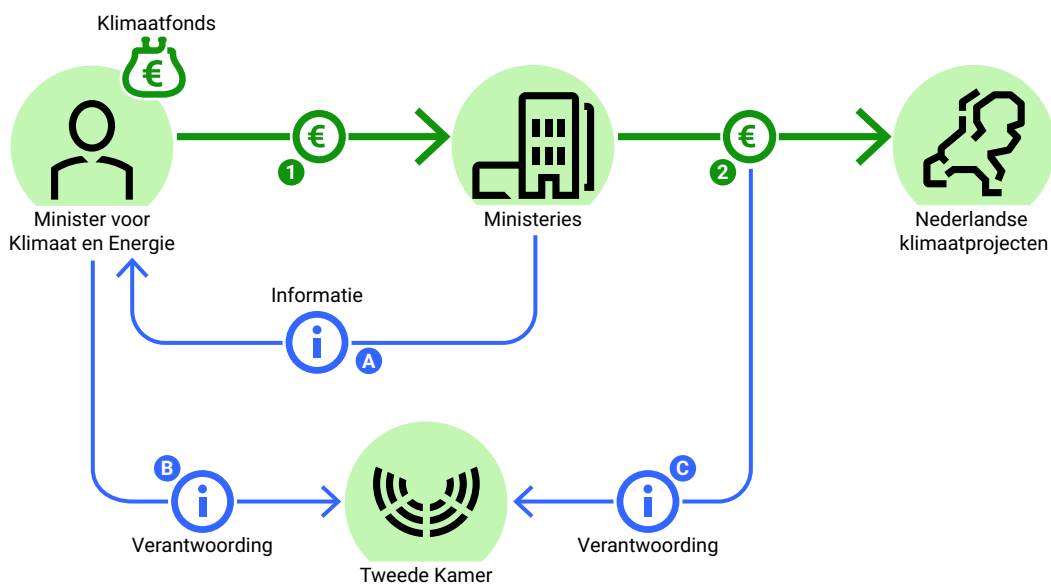 Klimaatfonds
€
€
1
€
2
Minister voor
Klimaat en Energie
Ministeries
Nederlandse
klimaatprojecten
Informatie
i
A
B
i
Verantwoording
C
i
Verantwoording
Tweede Kamer